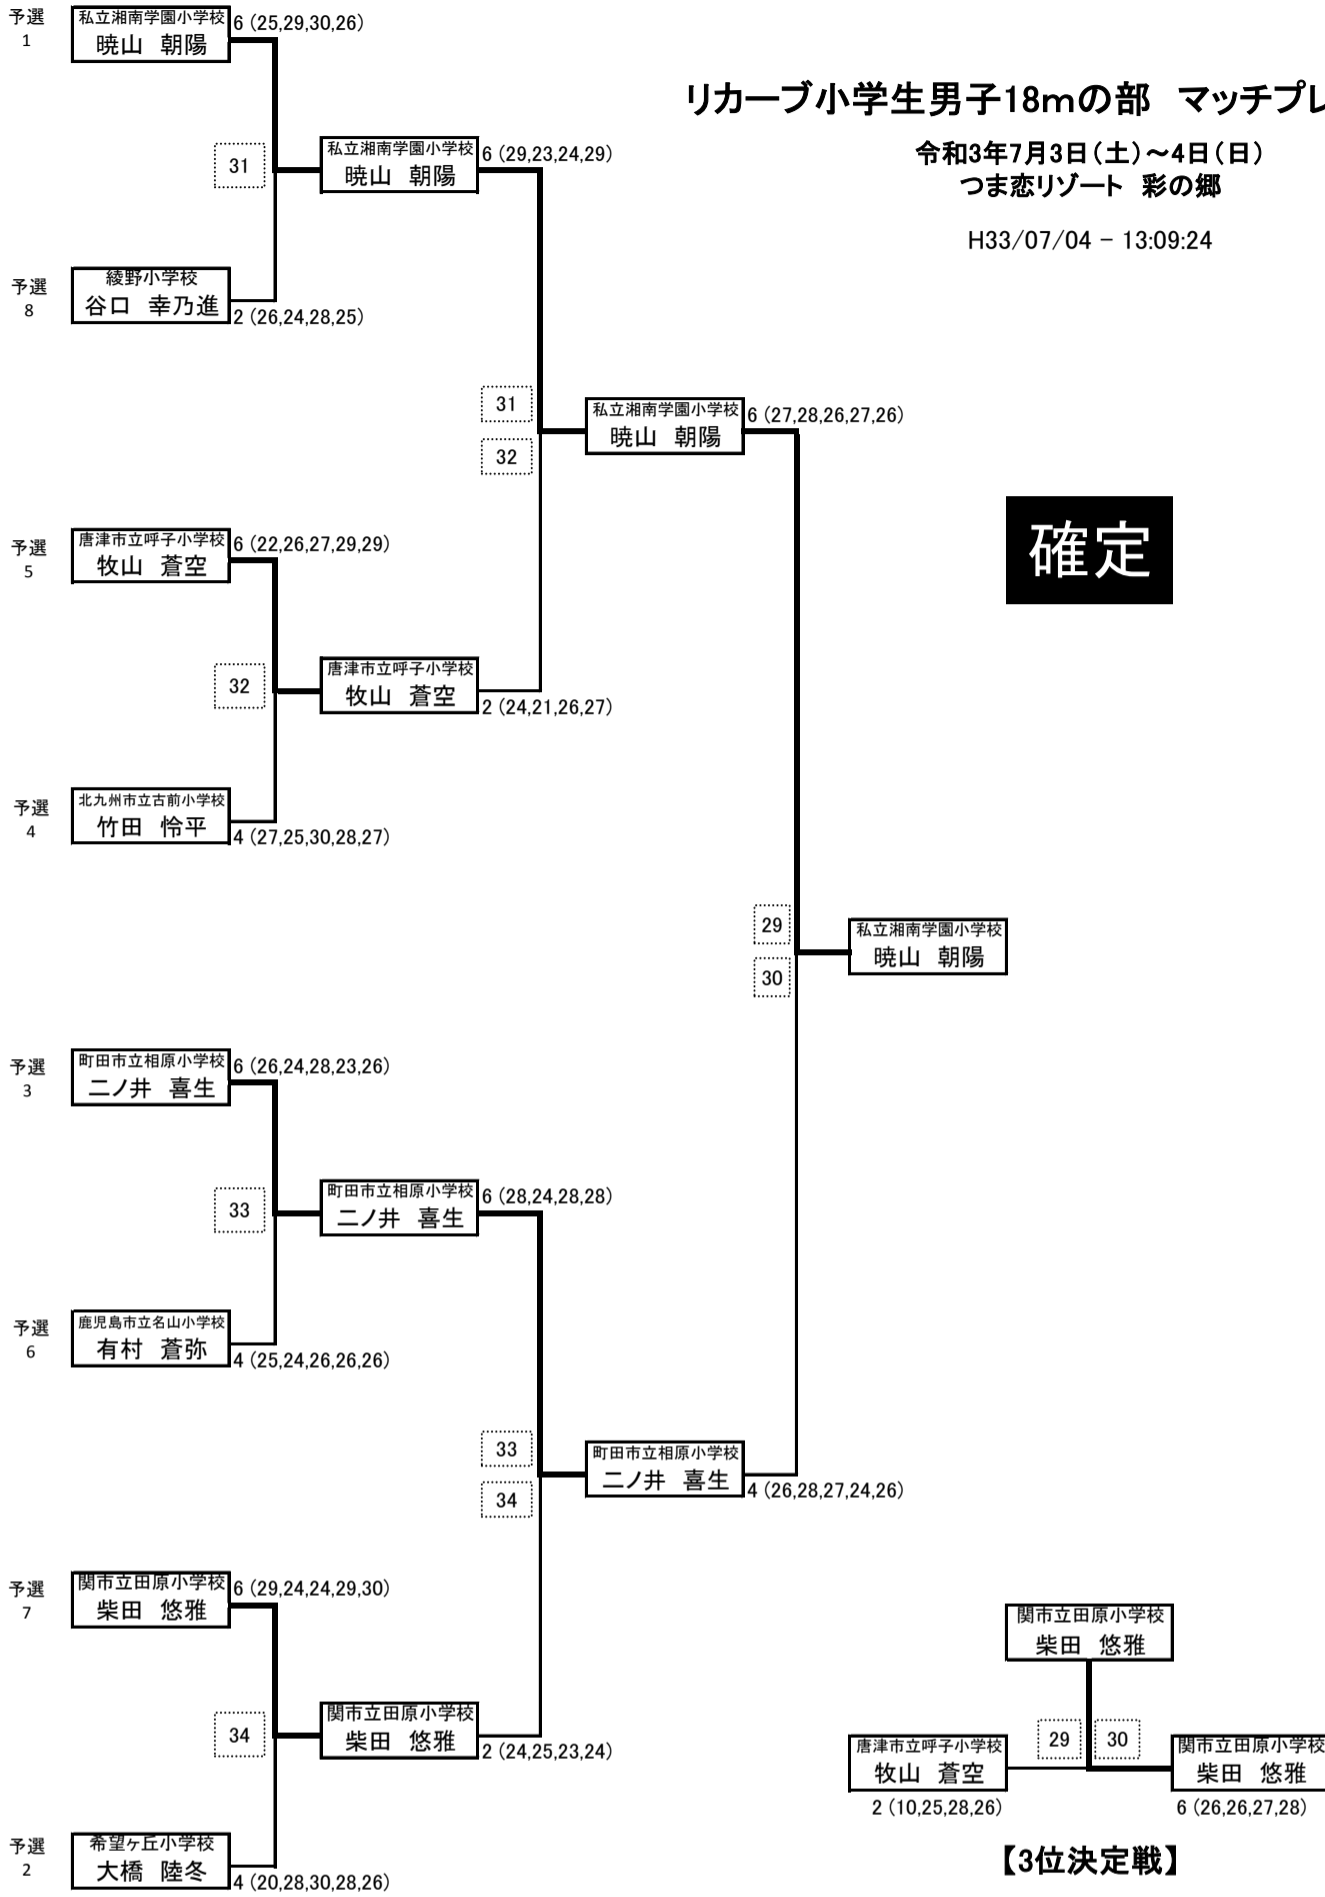 予選
1
私立湘南学園小学校
暁山　朝陽
6 (25,29,30,26)
リカーブ小学生男子18mの部　マッチプレ
令和3年7月3日(土)～4日(日)
つま恋リゾート　彩の郷
H33/07/04 - 13:09:24
31
私立湘南学園小学校
暁山　朝陽
6 (29,23,24,29)
予選
8
綾野小学校
谷口　幸乃進
2 (26,24,28,25)
31
32
私立湘南学園小学校
暁山　朝陽
6 (27,28,26,27,26)
確定
予選
5
唐津市立呼子小学校
牧山　蒼空
6 (22,26,27,29,29)
32
唐津市立呼子小学校
牧山　蒼空
2 (24,21,26,27)
予選
4
北九州市立古前小学校
竹田　怜平
4 (27,25,30,28,27)
29
30
私立湘南学園小学校
暁山　朝陽
予選
3
町田市立相原小学校
二ノ井　喜生
6 (26,24,28,23,26)
33
町田市立相原小学校
二ノ井　喜生
6 (28,24,28,28)
予選
6
鹿児島市立名山小学校
有村　蒼弥
4 (25,24,26,26,26)
33
34
町田市立相原小学校
二ノ井　喜生
4 (26,28,27,24,26)
予選
7
関市立田原小学校
柴田　悠雅
6 (29,24,24,29,30)
34
関市立田原小学校
柴田　悠雅
2 (24,25,23,24)
予選
2
希望ヶ丘小学校
大橋　陸冬
4 (20,28,30,28,26)
関市立田原小学校
柴田　悠雅
29
30
唐津市立呼子小学校
牧山　蒼空
2 (10,25,28,26)
関市立田原小学校
柴田　悠雅
6 (26,26,27,28)
【3位決定戦】